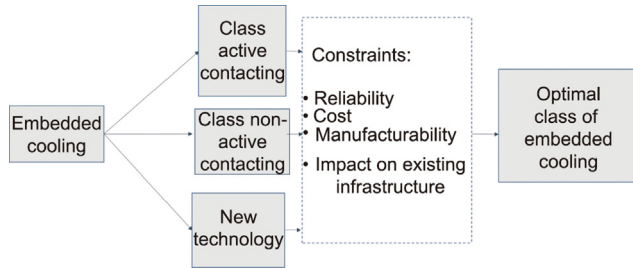 Embedded
cooling
Class
active
contacting
Class non-
active
contacting
New
technology
Constraints:
• Reliability
• Cost
• Manufacturability
• Impact on existing
infrastructure
Optimal
class of
embedded
cooling